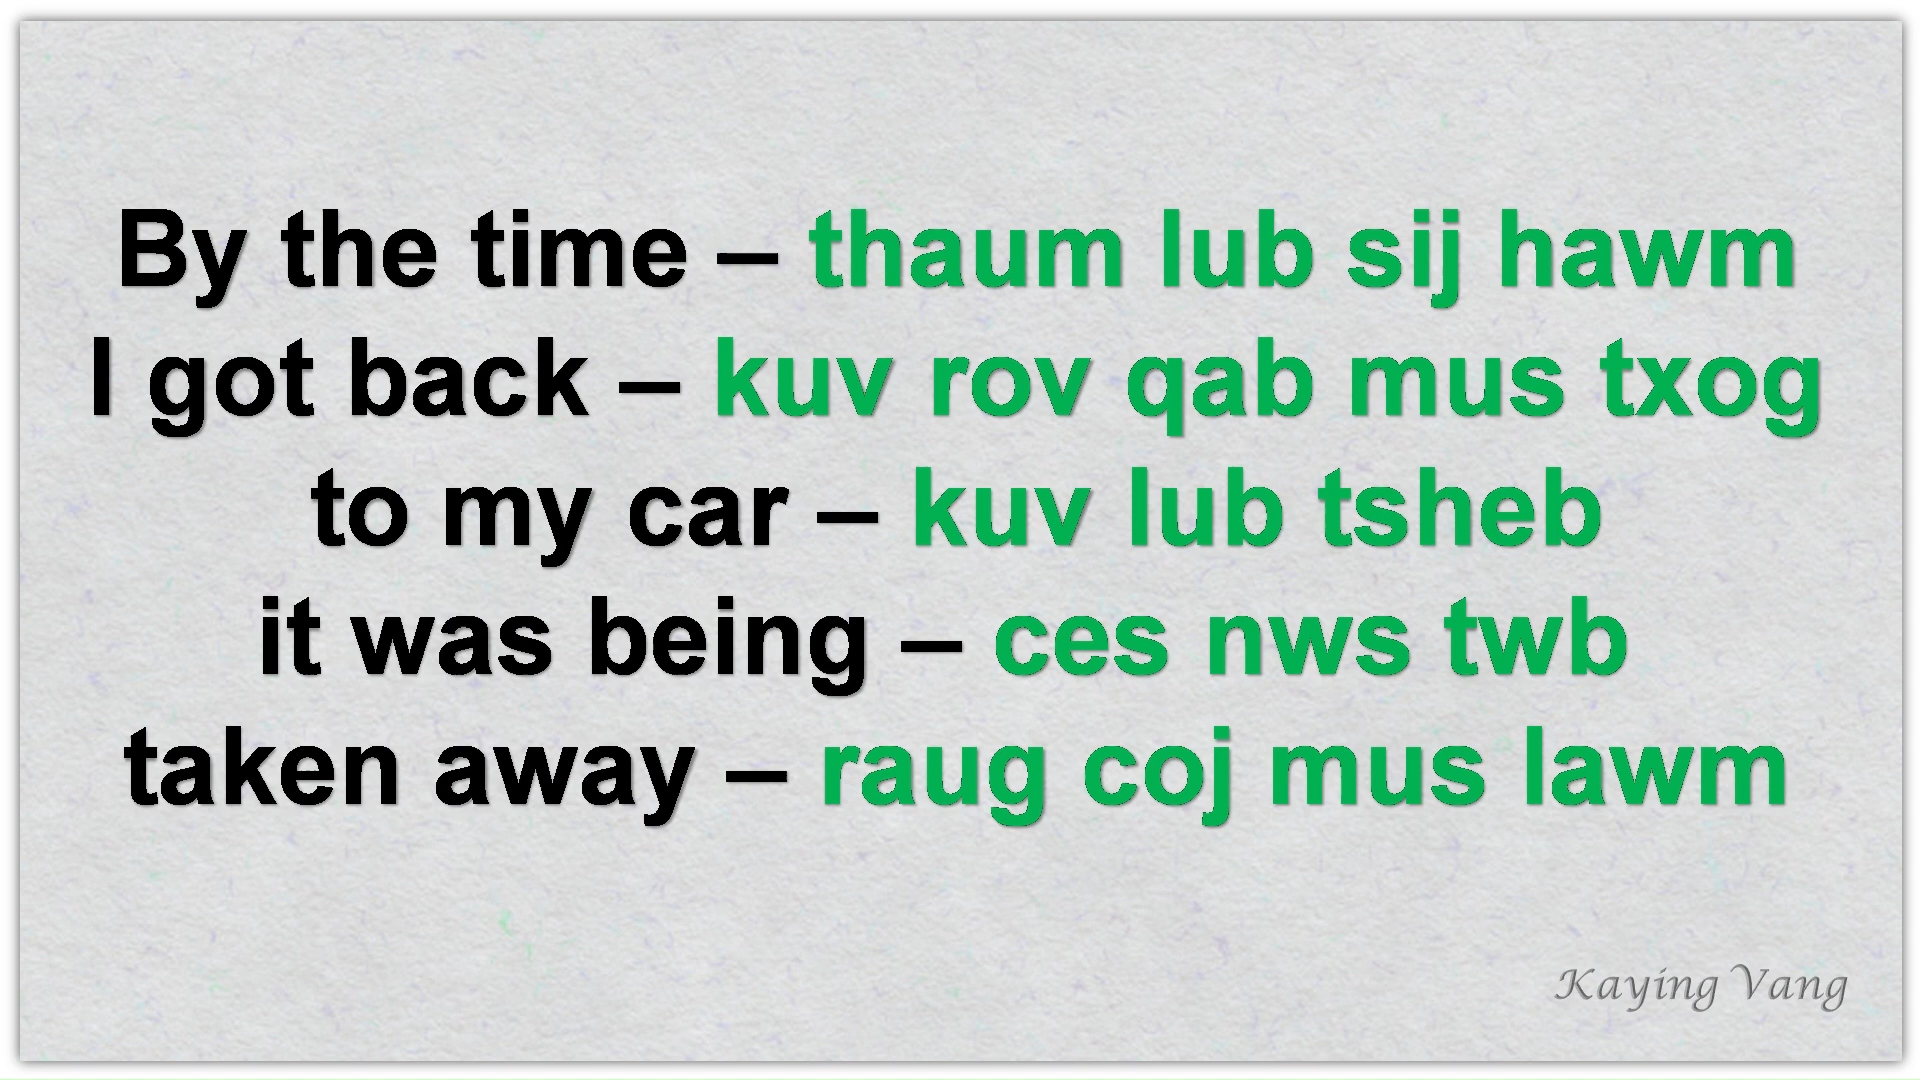 By the time – thaum lub sij hawm
I got back – kuv rov qab mus txog
to my car – kuv lub tsheb
it was being – ces nws twb
taken away – raug coj mus lawm
Kaying Vang